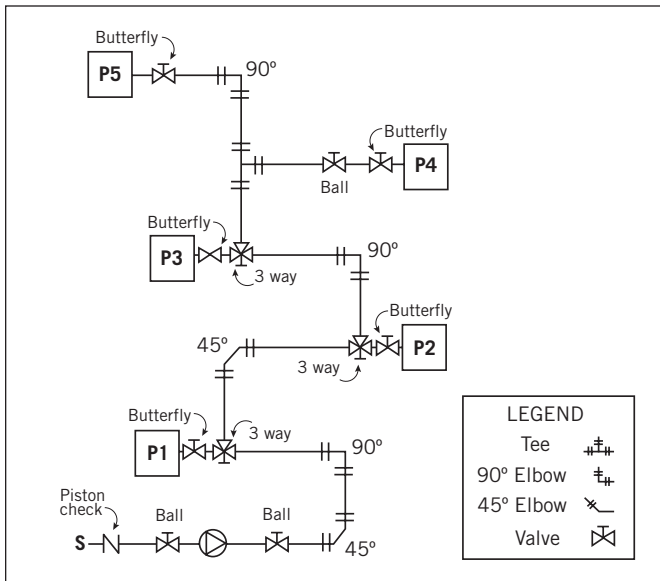 Butterfly
P5
90º
Butterfly
P4
Ball
Butterfly
P3
90º
3 way
Butterfly
45º
P2
3 way
Butterfly
3 way
P1
90º
Piston
check
Ball
Ball
S
45º
LEGEND
Tee
90º Elbow
45º Elbow
Valve